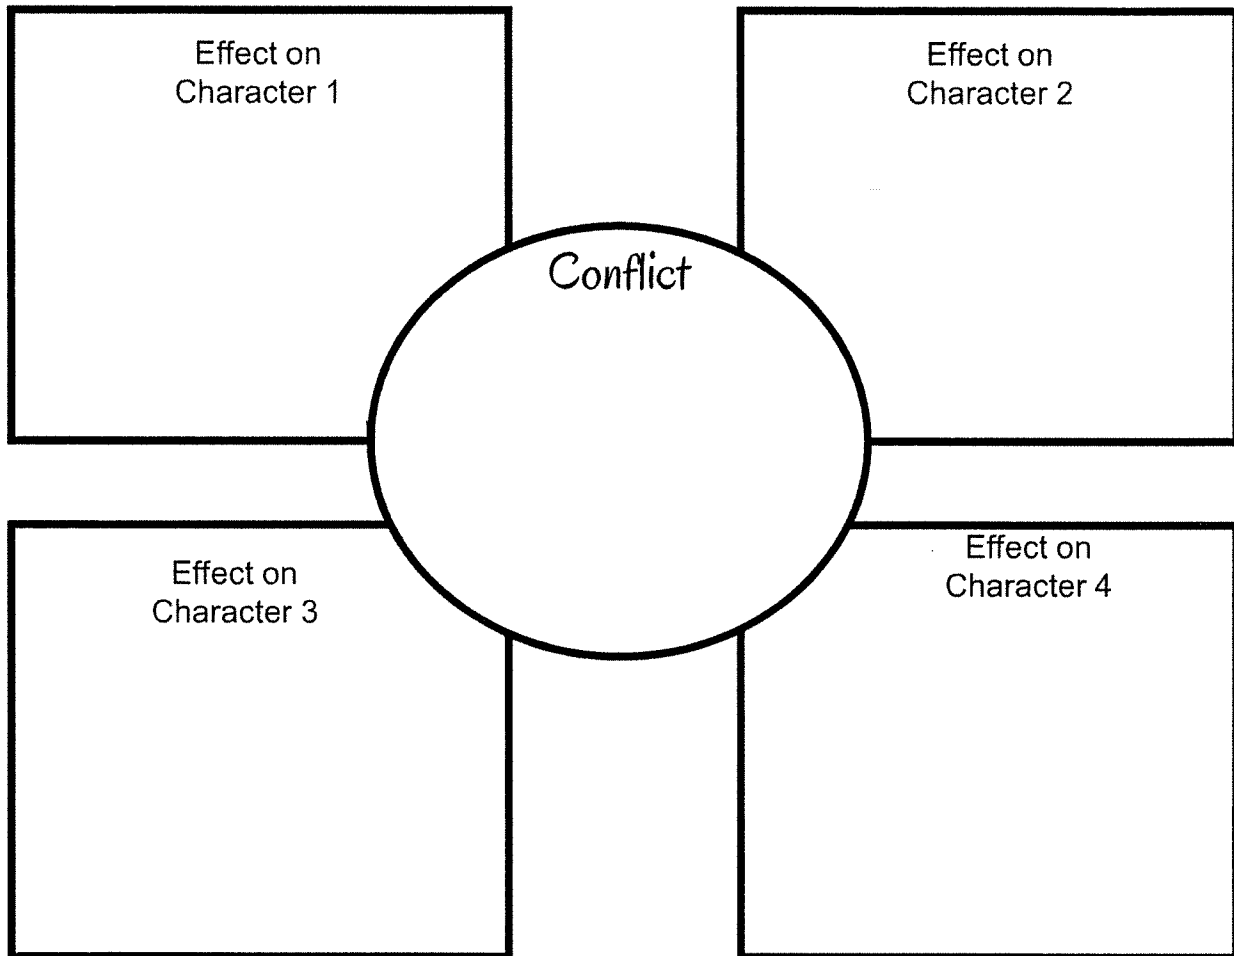 Effect on
Character 1
Effect on
Character 2
Conflict
Effect on
Character 3
Effect on
Character 4